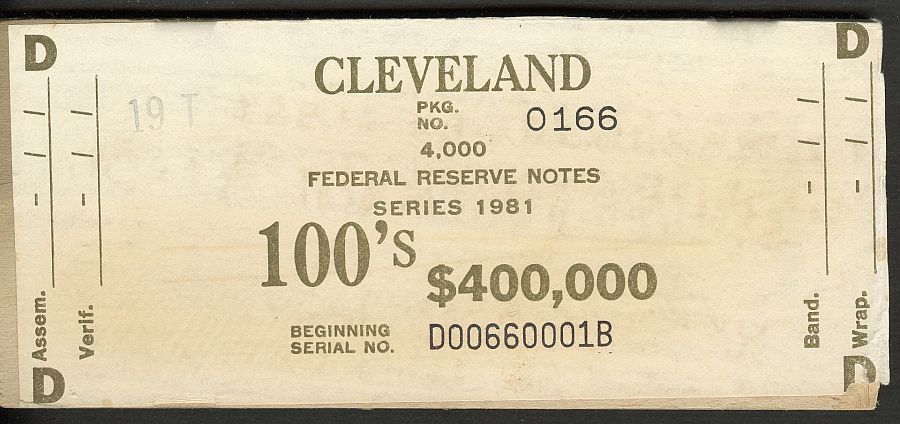 D
D
CLEVELAND
19 T
PKG.
NO.
0166
4,000
FEDERAL RESERVE NOTES
SERIES 1981
100's
$400,000
BEGINNING
SERIAL NO.
D00660001B
Assem.
Verif.
Band.
Wrap.
D
D